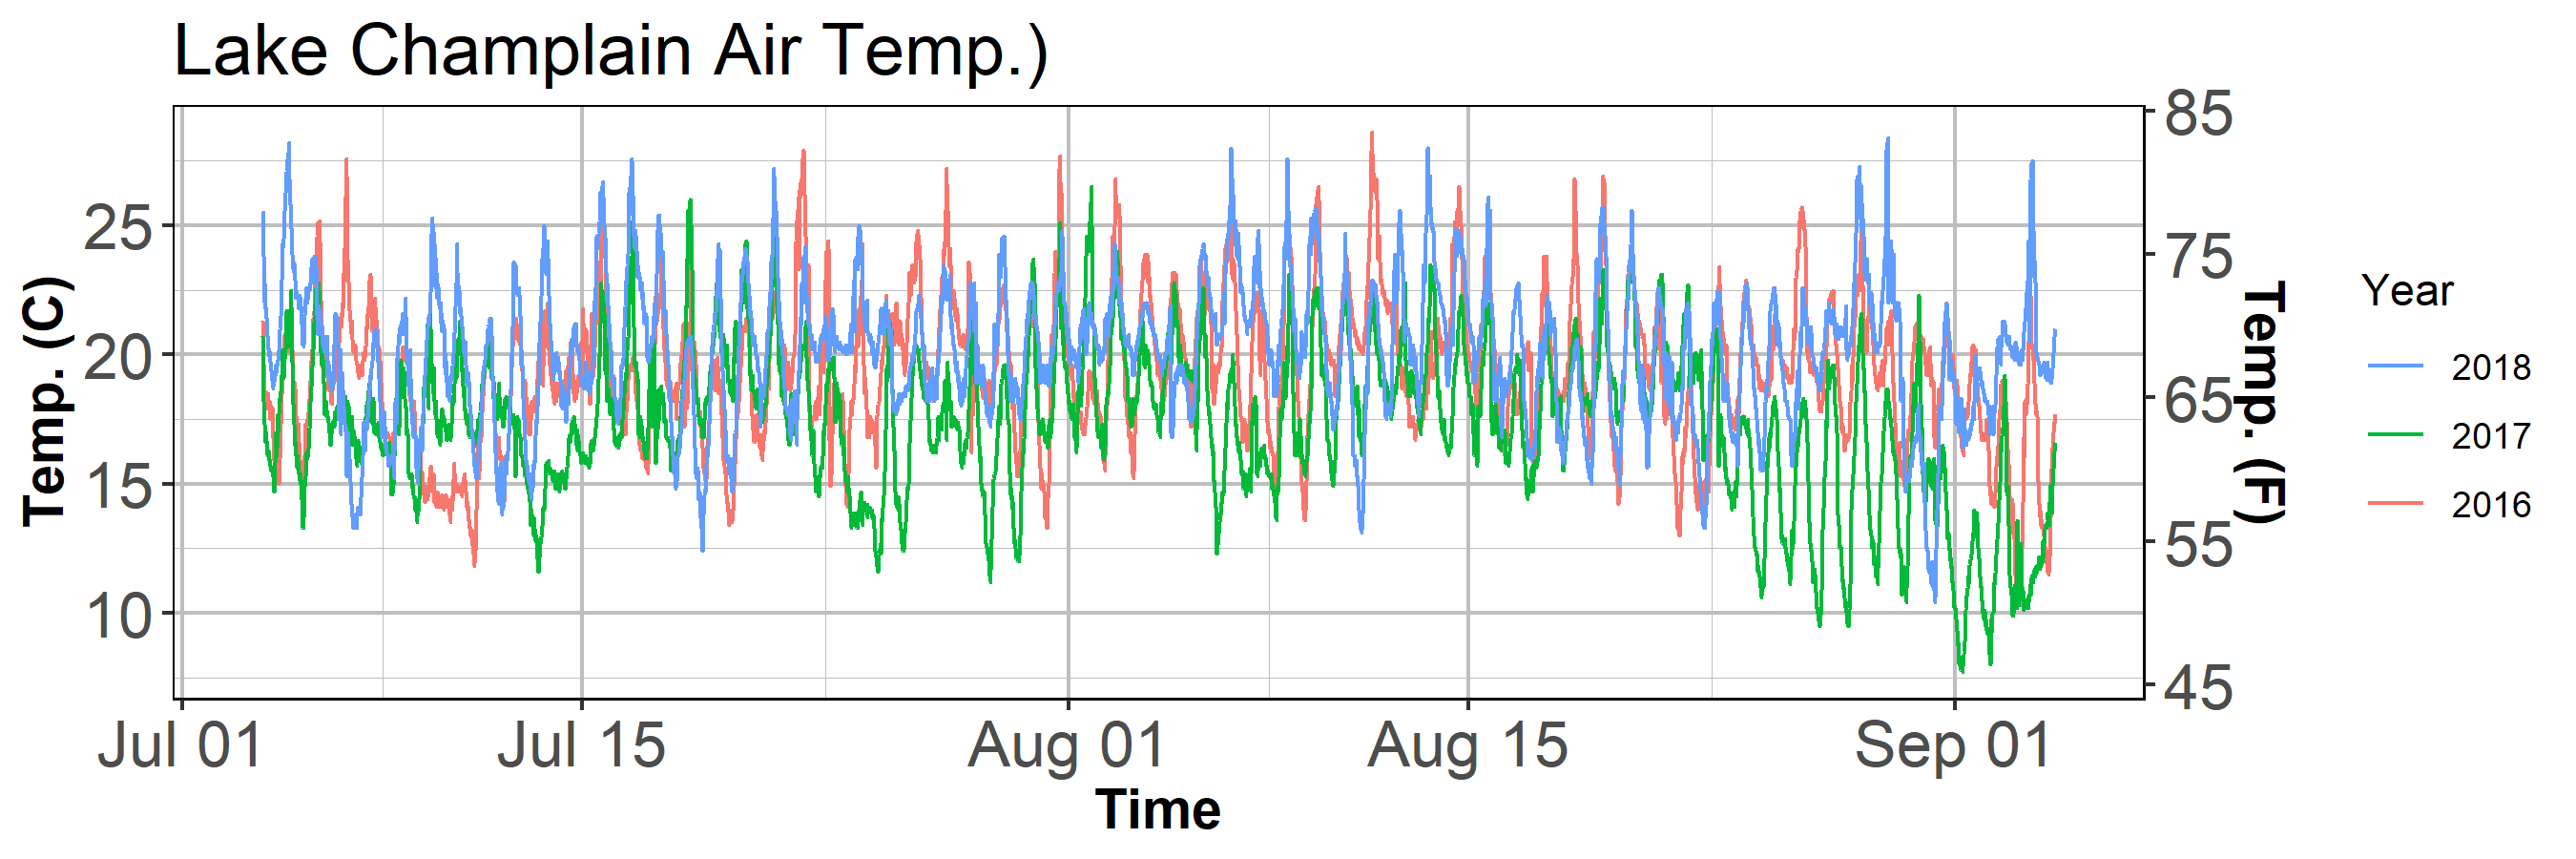 Lake Champlain Air Temp.)
Temp. (C)
25
20
15
10
85
75
65
55
45
Temp. (F)
Jul 01
Jul 15
Aug 01
Aug 15
Sep 01
Time
Year
2018
2017
2016